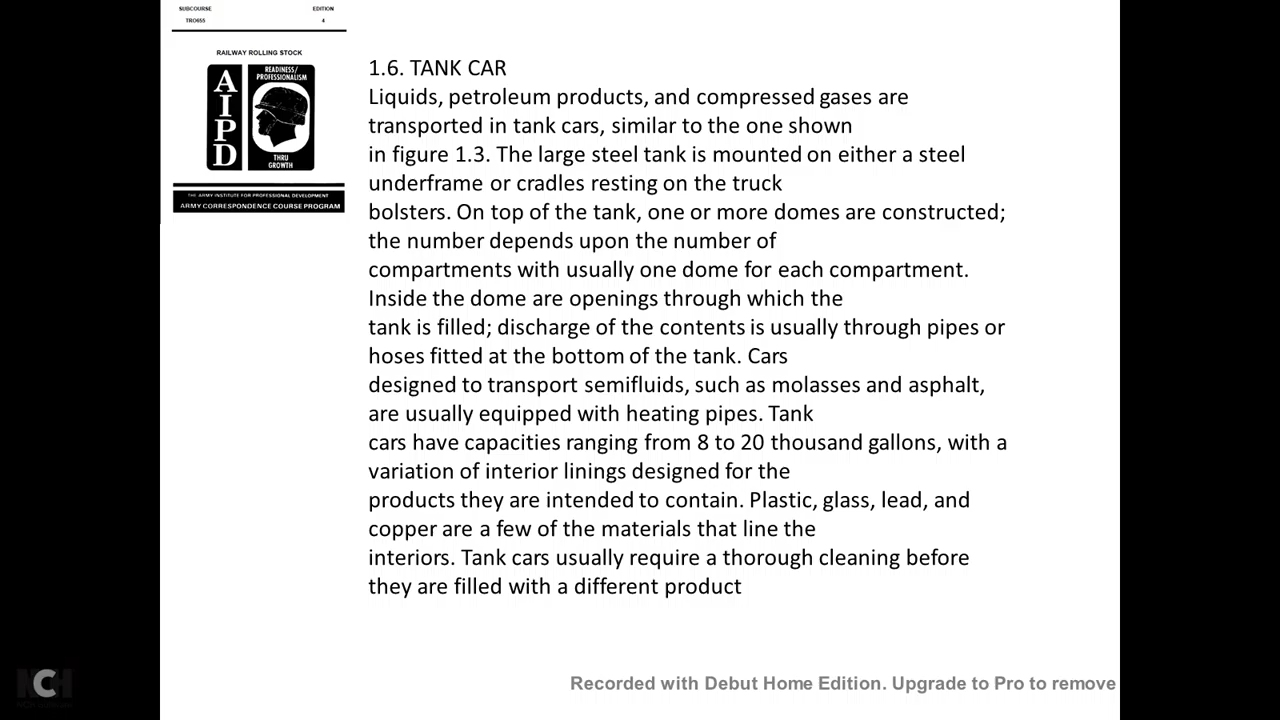 SUBCOURSE EDITION
TRO655 4
RAILWAY ROLLING STOCK
AIPD
READINESS/
PROFESSIONALISM
THRU
GROWTH
THE ARMY INSTITUTE FOR PROFESSIONAL DEVELOPMENT
ARMY CORRESPONDENCE COURSE PROGRAM
1.6. TANK CAR
Liquids, petroleum products, and compressed gases are
transported in tank cars, similar to the one shown
in figure 1.3. The large steel tank is mounted on either a steel
underframe or cradles resting on the truck
bolsters. On top of the tank, one or more domes are constructed;
the number depends upon the number of
compartments with usually one dome for each compartment.
Inside the dome are openings through which the
tank is filled; discharge of the contents is usually through pipes or
hoses fitted at the bottom of the tank. Cars
designed to transport semifluids, such as molasses and asphalt,
are usually equipped with heating pipes. Tank
cars have capacities ranging from 8 to 20 thousand gallons, with a
variation of interior linings designed for the
products they are intended to contain. Plastic, glass, lead, and
copper are a few of the materials that line the
interiors. Tank cars usually require a thorough cleaning before
they are filled with a different product
NCH
Recorded with Debut Home Edition. Upgrade to Pro to remove